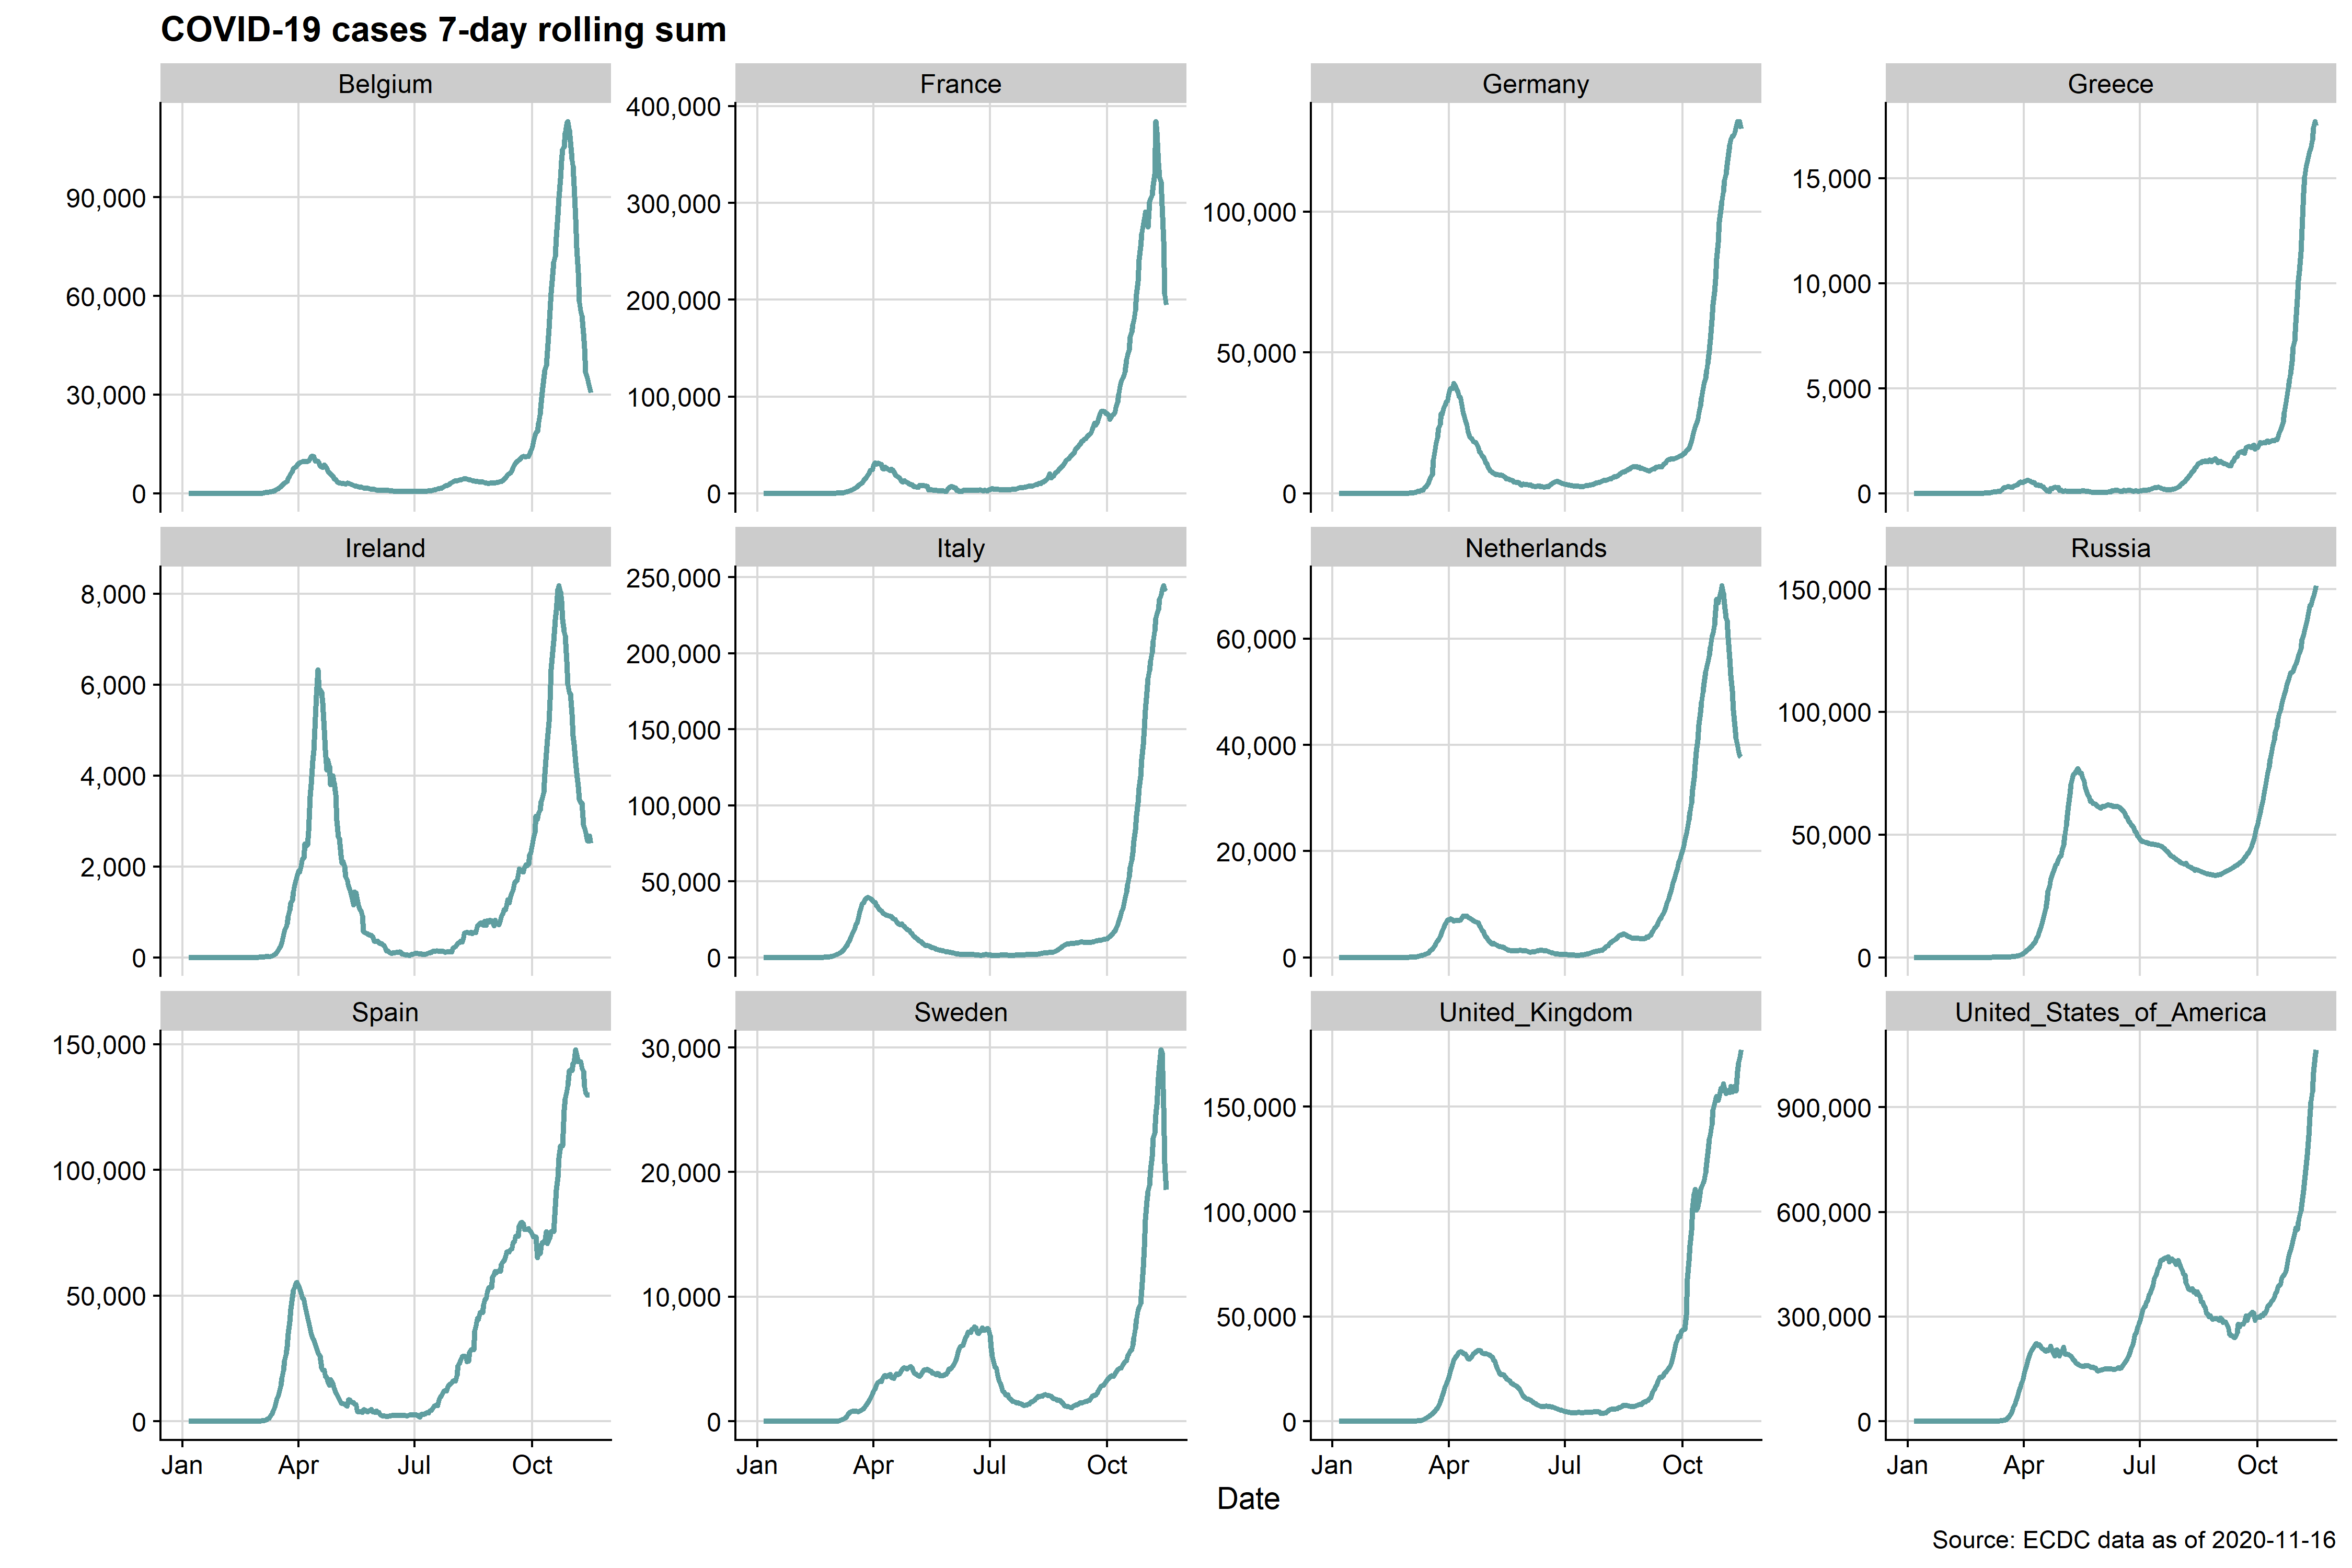 COVID-19 cases 7-day rolling sum
Belgium
90,000
60,000
30,000
0
France
400,000
300,000
200,000
100,000
0
Germany
100,000
50,000
0
Greece
15,000
10,000
5,000
0
Ireland
8,000
6,000
4,000
2,000
0
Italy
250,000
200,000
150,000
100,000
50,000
0
Netherlands
60,000
40,000
20,000
0
Russia
150,000
100,000
50,000
0
Spain
150,000
100,000
50,000
0
Jan Apr Jul Oct
Sweden
30,000
20,000
10,000
0
Jan Apr Jul Oct
United_Kingdom
150,000
100,000
50,000
0
Jan Apr Jul Oct
United_States_of_America
900,000
600,000
300,000
0
Jan Apr Jul Oct
Date
Source: ECDC data as of 2020-11-16